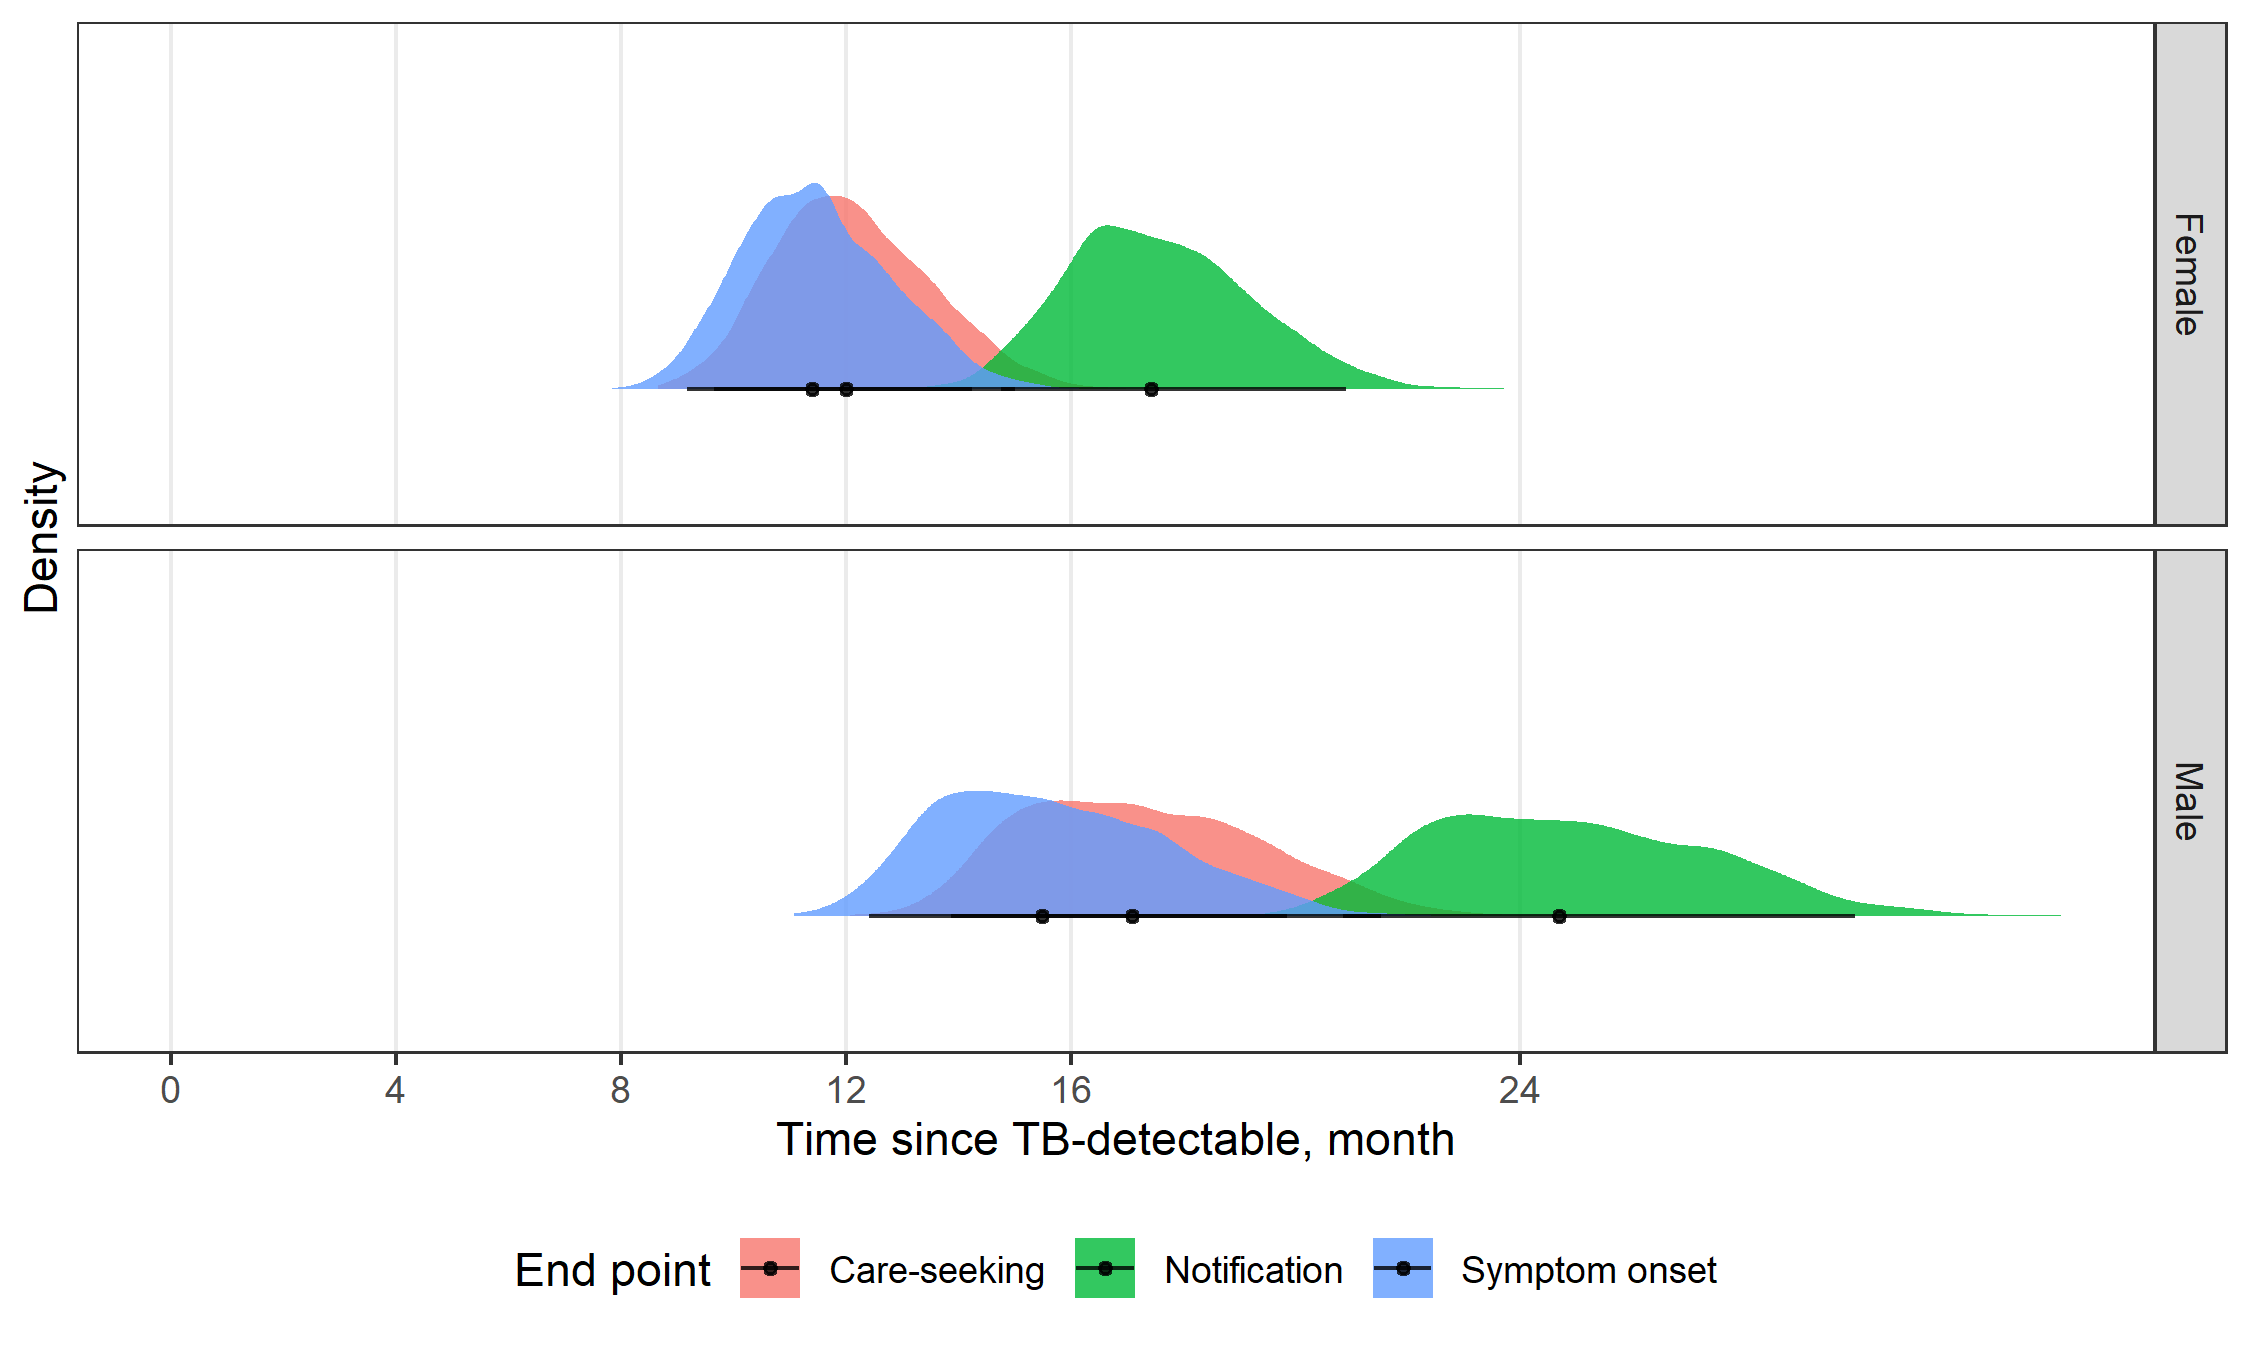 Density
Female
Male
0 4 8 12 16 24
Time since TB-detectable, month
End point Care-seeking Notification Symptom onset